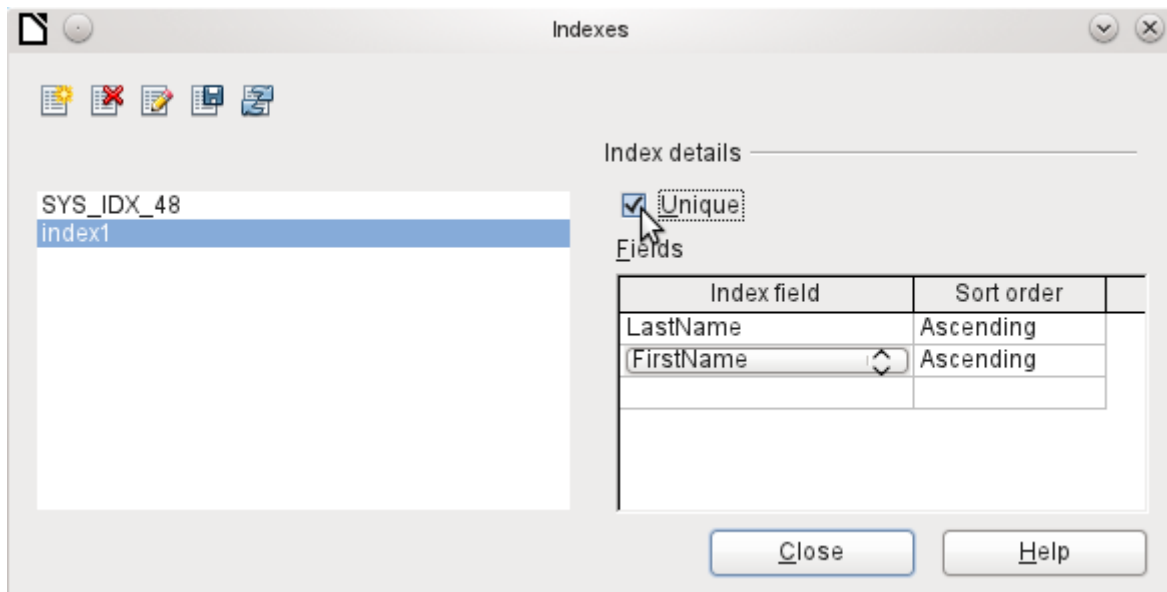 Indexes
Index details
SYS_IDX_48
index1
Unique
Fields
Index field Sort order
LastName Ascending
FirstName Ascending
Close Help